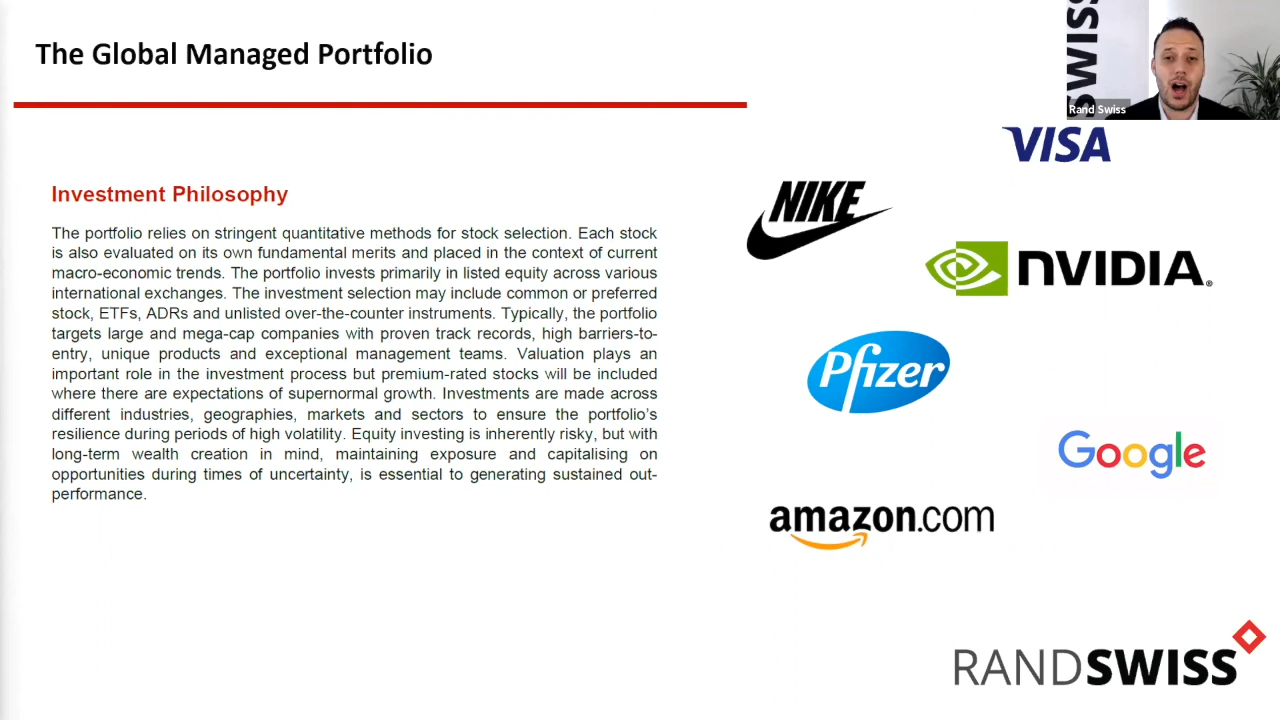 The Global Managed Portfolio
SWISS
Rand Swiss
VISA
Investment Philosophy
NIKE
The portfolio relies on stringent quantitative methods for stock selection. Each stock
is also evaluated on its own fundamental merits and placed in the context of current
macro-economic trends. The portfolio invests primarily in listed equity across various
international exchanges. The investment selection may include common or preferred
stock, ETFs, ADRs and unlisted over-the-counter instruments. Typically, the portfolio
targets large and mega-cap companies with proven track records, high barriers-to-
entry, unique products and exceptional management teams. Valuation plays an
important role in the investment process but premium-rated stocks will be included
where there are expectations of supernormal growth. Investments are made across
different industries, geographies, markets and sectors to ensure the portfolio's
resilience during periods of high volatility. Equity investing is inherently risky, but with
long-term wealth creation in mind, maintaining exposure and capitalising on
opportunities during times of uncertainty, is essential to generating sustained out-
performance.
nVIDIA.®
Pfizer
Google
amazon.com
RANDSWISS